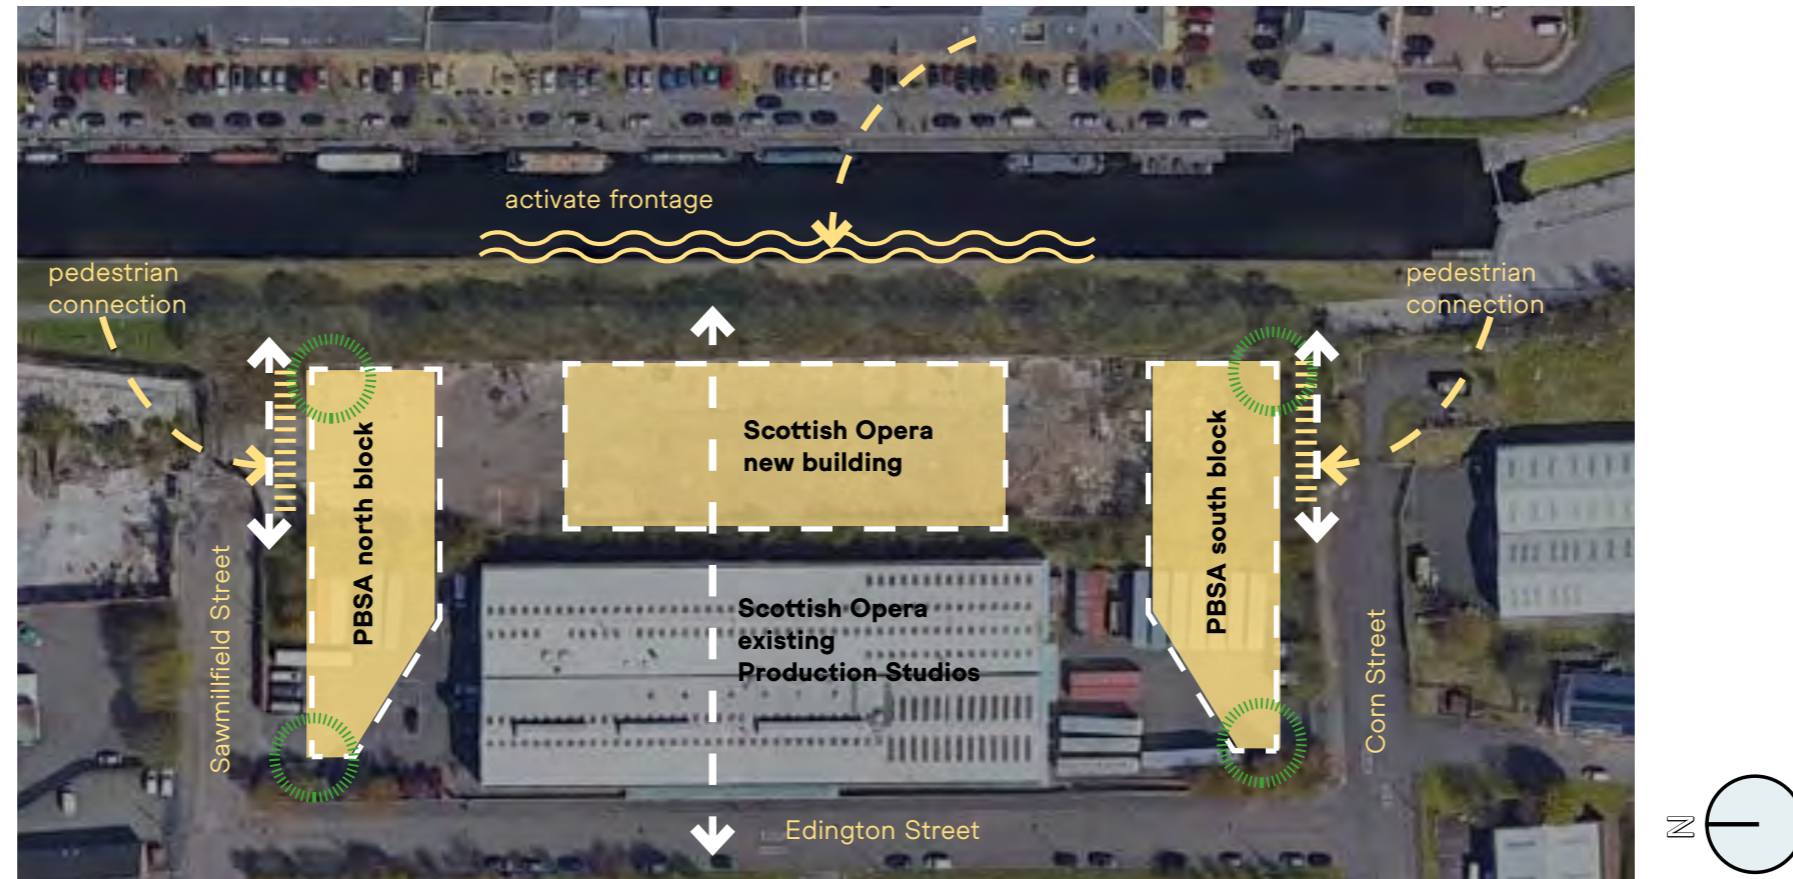 activate frontage
pedestrian
connection
pedestrian
connection
Scottish Opera
new building
PBSA north block
PBSA south block
Scottish Opera
existing
Production Studios
Sawmillfield Street
Corn Street
Edington Street
N